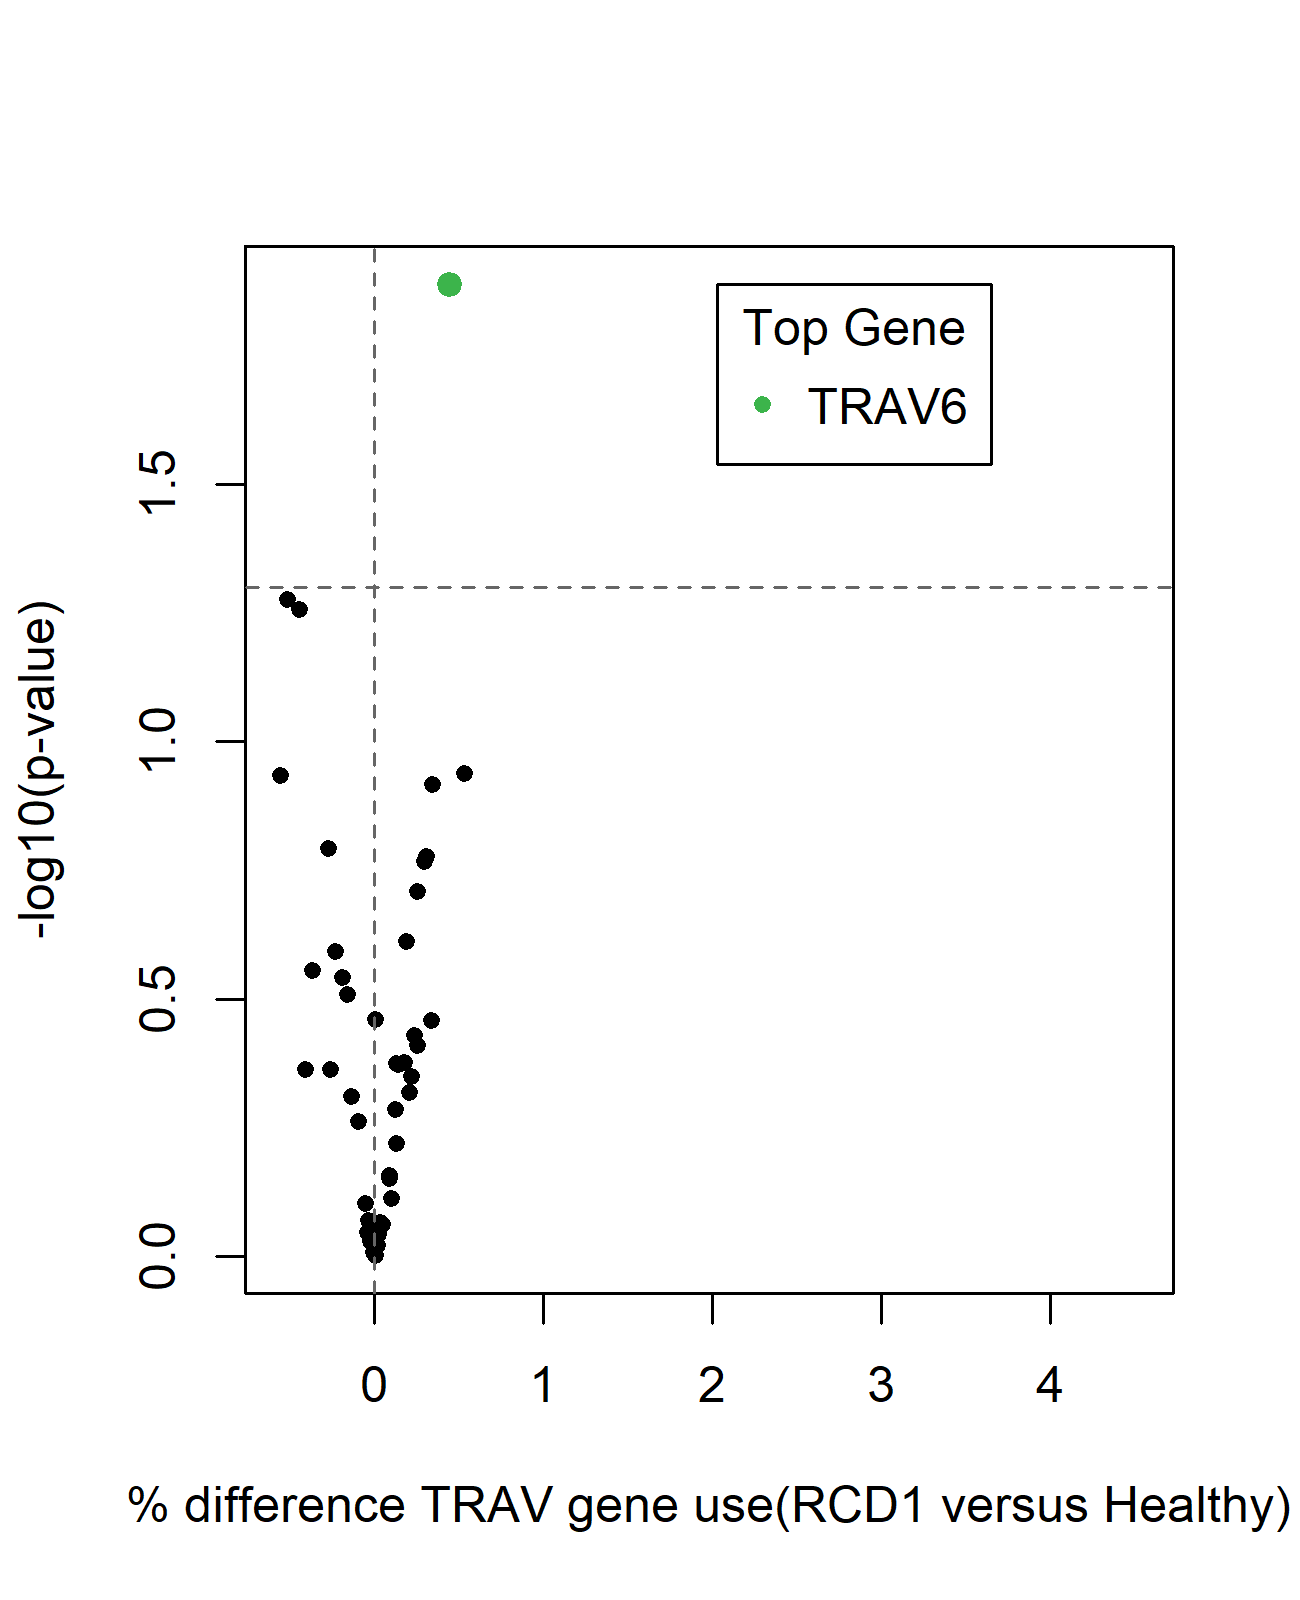 Top Gene
TRAV6
-log10(p-value)
1.5
1.0
0.5
0.0
0 1 2 3 4
% difference TRAV gene use(RCD1 versus Healthy)